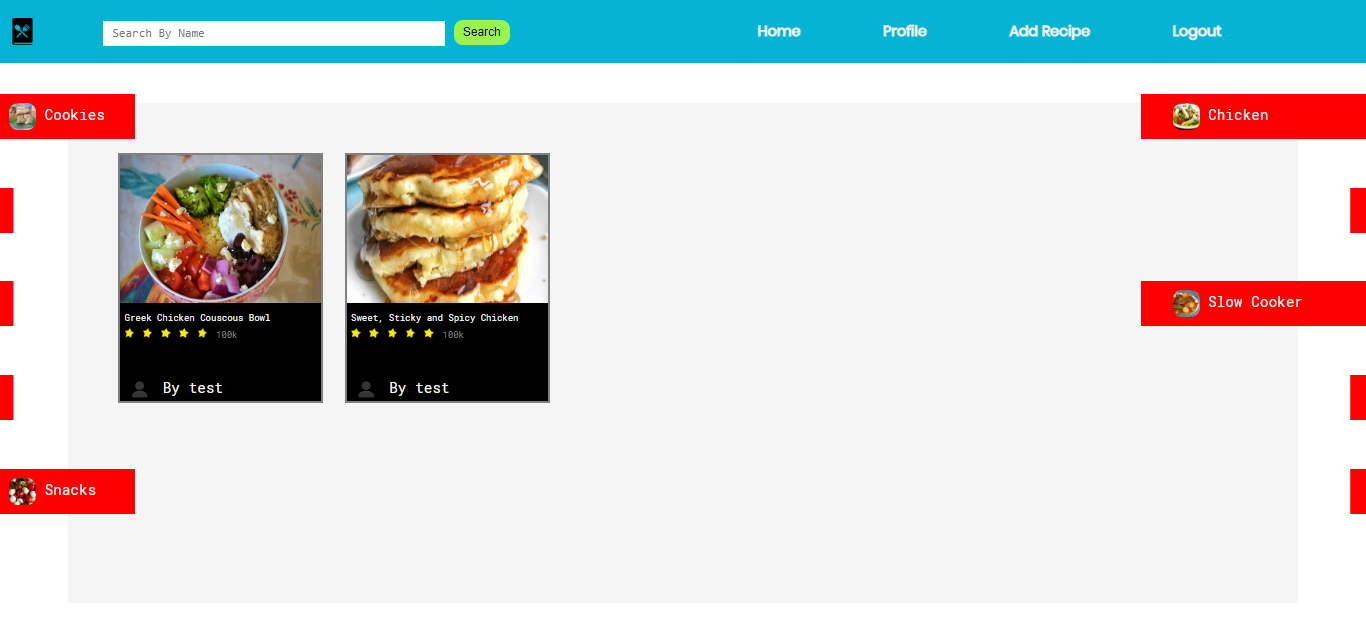 Search By Name
Search
Home
Profile
Add Recipe
Logout
Cookies
Chicken
Slow Cooker
Greek Chicken Couscous Bowl
100k
By test
Sweet, Sticky and Spicy Chicken
100k
By test
Snacks